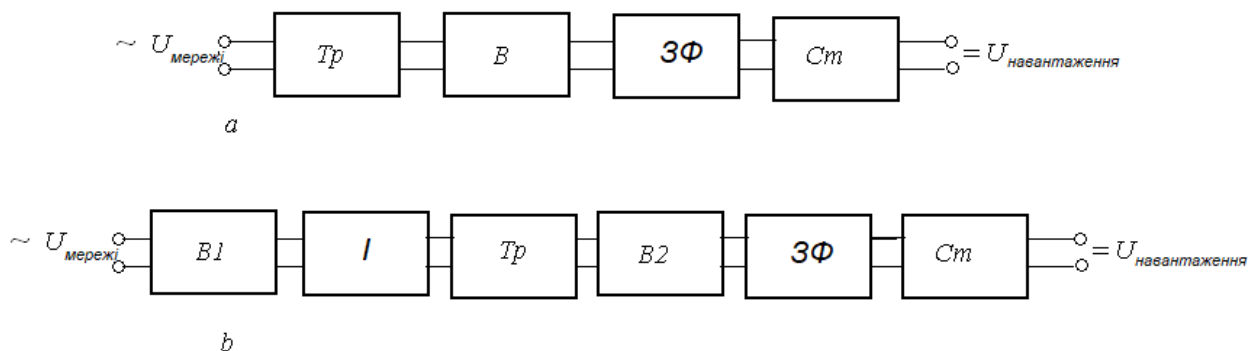 ~ U мережі Тр В ЗФ Ст = U навантаження
a
~ U мережі В1 І Тр В2 ЗФ Ст = U навантаження
b